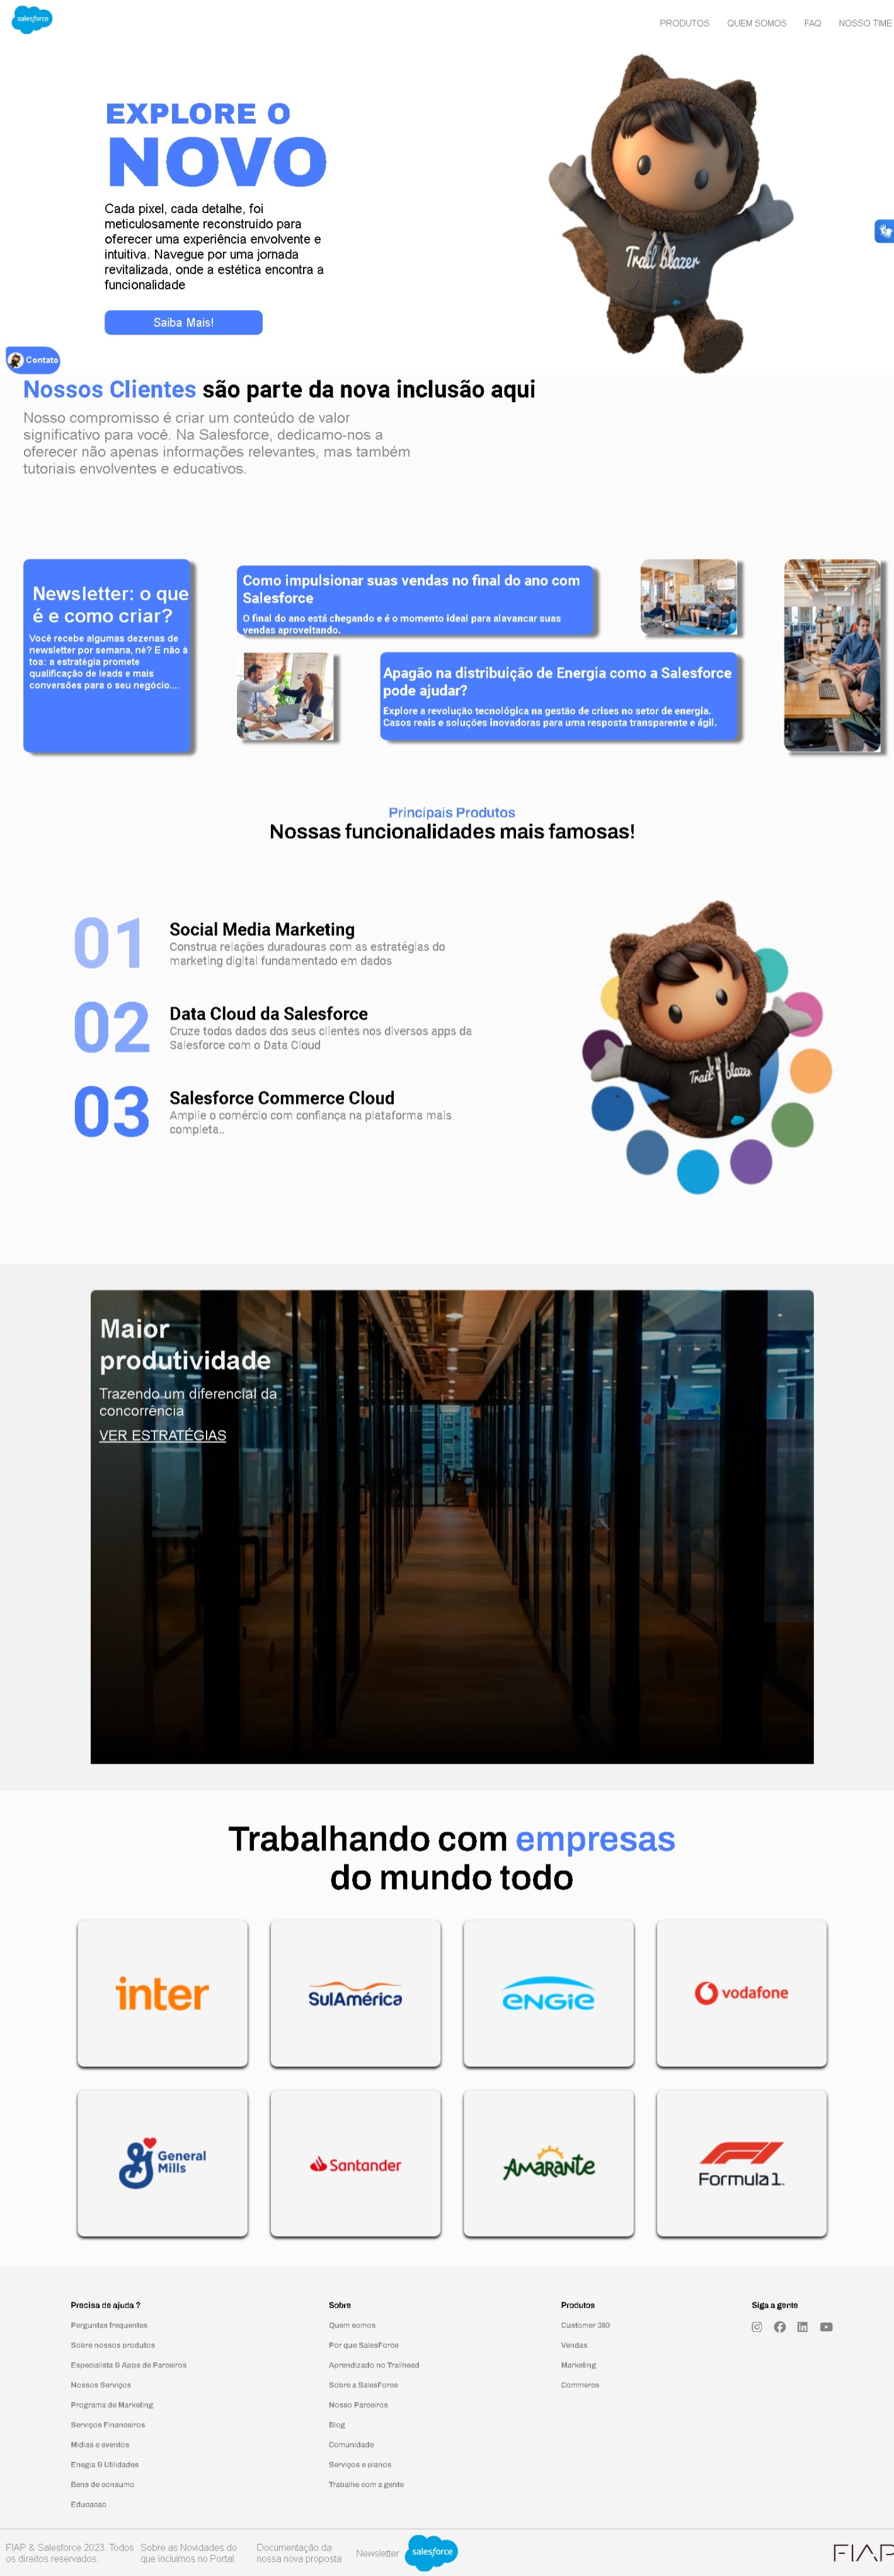 salesforce
PRODUTOS QUEM SOMOS FAQ NOSSO TIME
EXPLORE O
NOVO
Cada pixel, cada detalhe, foi
meticulosamente reconstruído para
oferecer uma experiência envolvente e
intuitiva. Navegue por uma jornada
revitalizada, onde a estética encontra a
funcionalidade
Saiba Mais!
Trail blazer
Contato
Nossos Clientes são parte da nova inclusão aqui
Nosso compromisso é criar um conteúdo de valor
significativo para você. Na Salesforce, dedicamo-nos a
oferecer não apenas informações relevantes, mas também
tutoriais envolventes e educativos.
Newsletter: o que
é e como criar?
Você recebe algumas dezenas de
newsletter por semana, né? E não à
toa: a estratégia promete
qualificação de leads e mais
conversões para o seu negócio....
Como impulsionar suas vendas no final do ano com
Salesforce
O final do ano está chegando e é o momento ideal para alavancar suas
vendas aproveitando.
Apagão na distribuição de Energia como a Salesforce
pode ajudar?
Explore a revolução tecnológica na gestão de crises no setor de energia.
Casos reais e soluções inovadoras para uma resposta transparente e ágil.
Principais Produtos
Nossas funcionalidades mais famosas!
01
Social Media Marketing
Construa relações duradouras com as estratégias do
marketing digital fundamentado em dados
02
Data Cloud da Salesforce
Cruze todos dados dos seus clientes nos diversos apps da
Salesforce com o Data Cloud
03
Salesforce Commerce Cloud
Amplie o comércio com confiança na plataforma mais
completa..
Trail blazer
Maior
produtividade
Trazendo um diferencial da
concorrência
VER ESTRATÉGIAS
Trabalhando com empresas
do mundo todo
inter
SulAmérica
ENGIE
vodafone
General
Mills
Santander
AMARANTE
Formula 1
Precisa de ajuda ?
Perguntas frequentes
Sobre nossos produtos
Especialista & Apps de Parceiros
Nossos Serviços
Programa de Marketing
Serviços Financeiros
Midias e eventos
Enegia & Utilidades
Bens de consumo
Educacao
Sobre
Quem somos
Por que SalesForce
Aprendizado no Trailhead
Sobre a SalesForce
Nosso Parceiros
Blog
Comunidade
Serviços e planos
Trabalhe com a gente
Produtos
Customer 360
Vendas
Marketing
Commerce
Siga a gente
FIAP & Salesforce 2023. Todos
os direitos reservados.
Sobre as Novidades do
que incluímos no Portal
Documentação da
nossa nova proposta
Newsletter
salesforce
FIAP